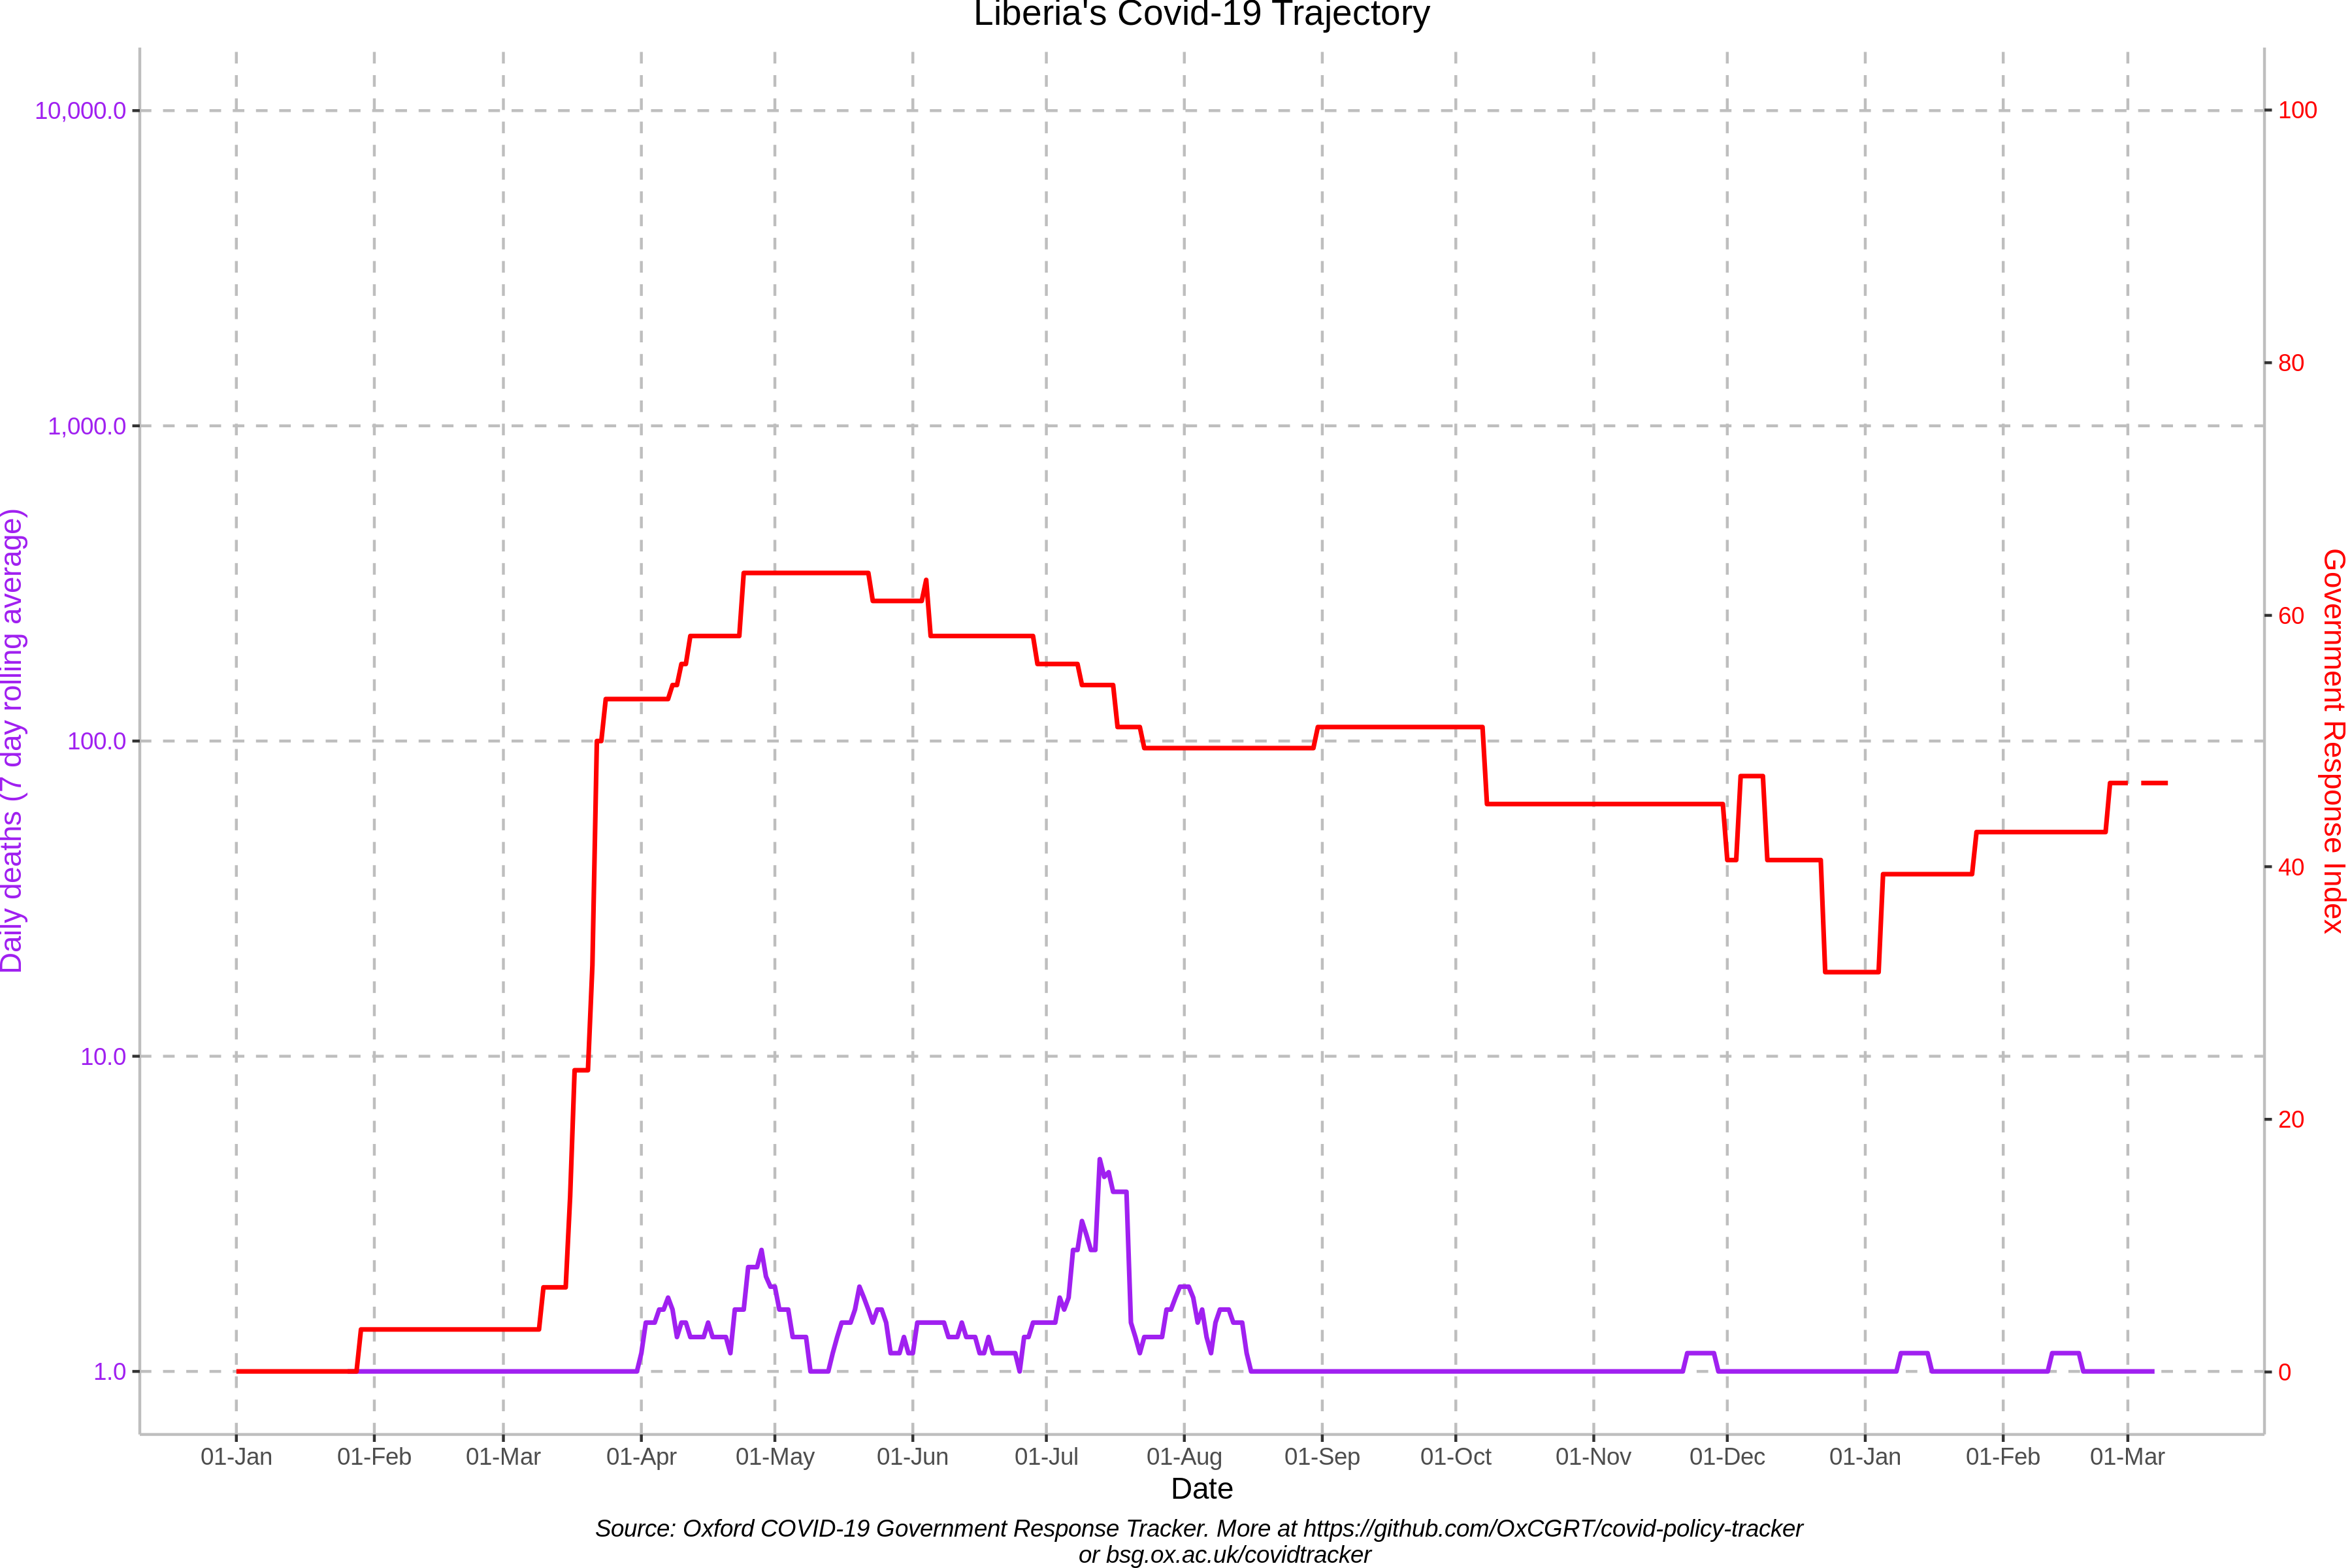 Liberia's Covid-19 Trajectory
10,000.0
1,000.0
100.0
10.0
1.0
Daily deaths (7 day rolling average)
100
80
60
40
20
0
Government Response Index
01-Jan 01-Feb 01-Mar 01-Apr 01-May 01-Jun 01-Jul 01-Aug 01-Sep 01-Oct 01-Nov 01-Dec 01-Jan 01-Feb 01-Mar
Date
Source: Oxford COVID-19 Government Response Tracker. More at https://github.com/OxCGRT/covid-policy-tracker
or bsg.ox.ac.uk/covidtracker